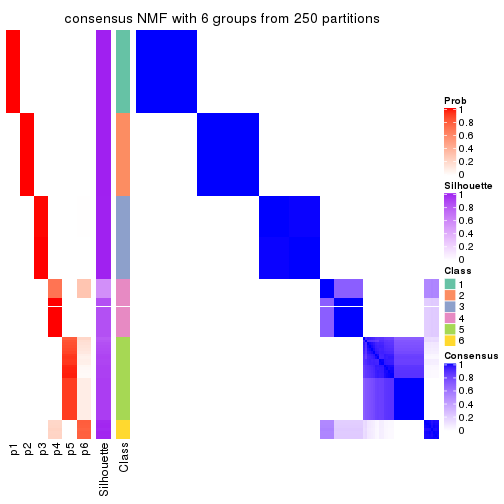 consensus NMF with 6 groups from 250 partitions
Prob
1
0.8
0.6
0.4
0.2
0
Silhouette
1
0.8
0.6
0.4
0.2
0
Class
1
2
3
4
5
6
Consensus
1
0.8
0.6
0.4
0.2
0
p1
p2
p3
p4
p5
p6
Silhouette
Class